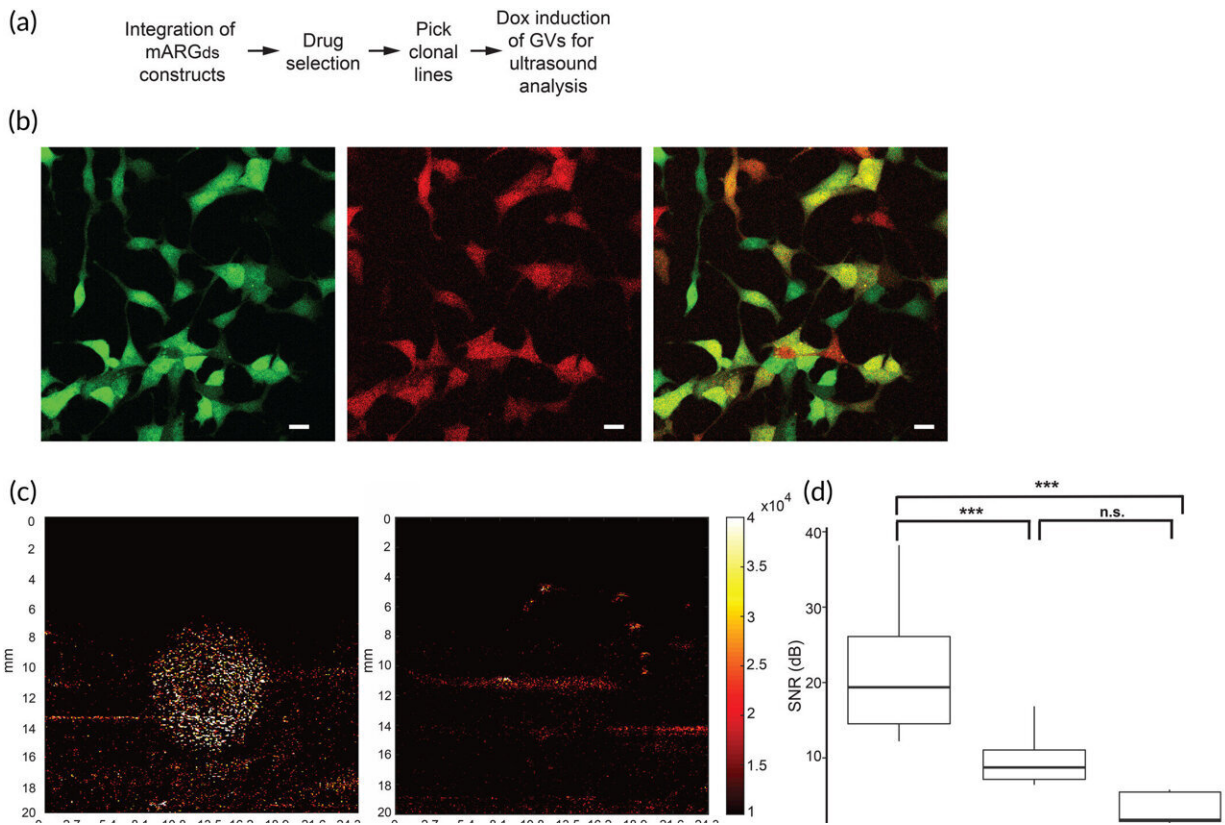 (a)
Integration of
mARGds
constructs
Drug
selection
Pick
clonal
lines
Dox induction
of GVs for
ultrasound
analysis
(b)
(c)
0
2
4
6
8
10
12
14
16
18
20
mm
0
2
4
6
8
10
12
14
16
18
20
mm
x10⁴
4
3.5
3
2.5
2
1.5
1
(d)
***
***
n.s.
40
30
20
10
SNR (dB)